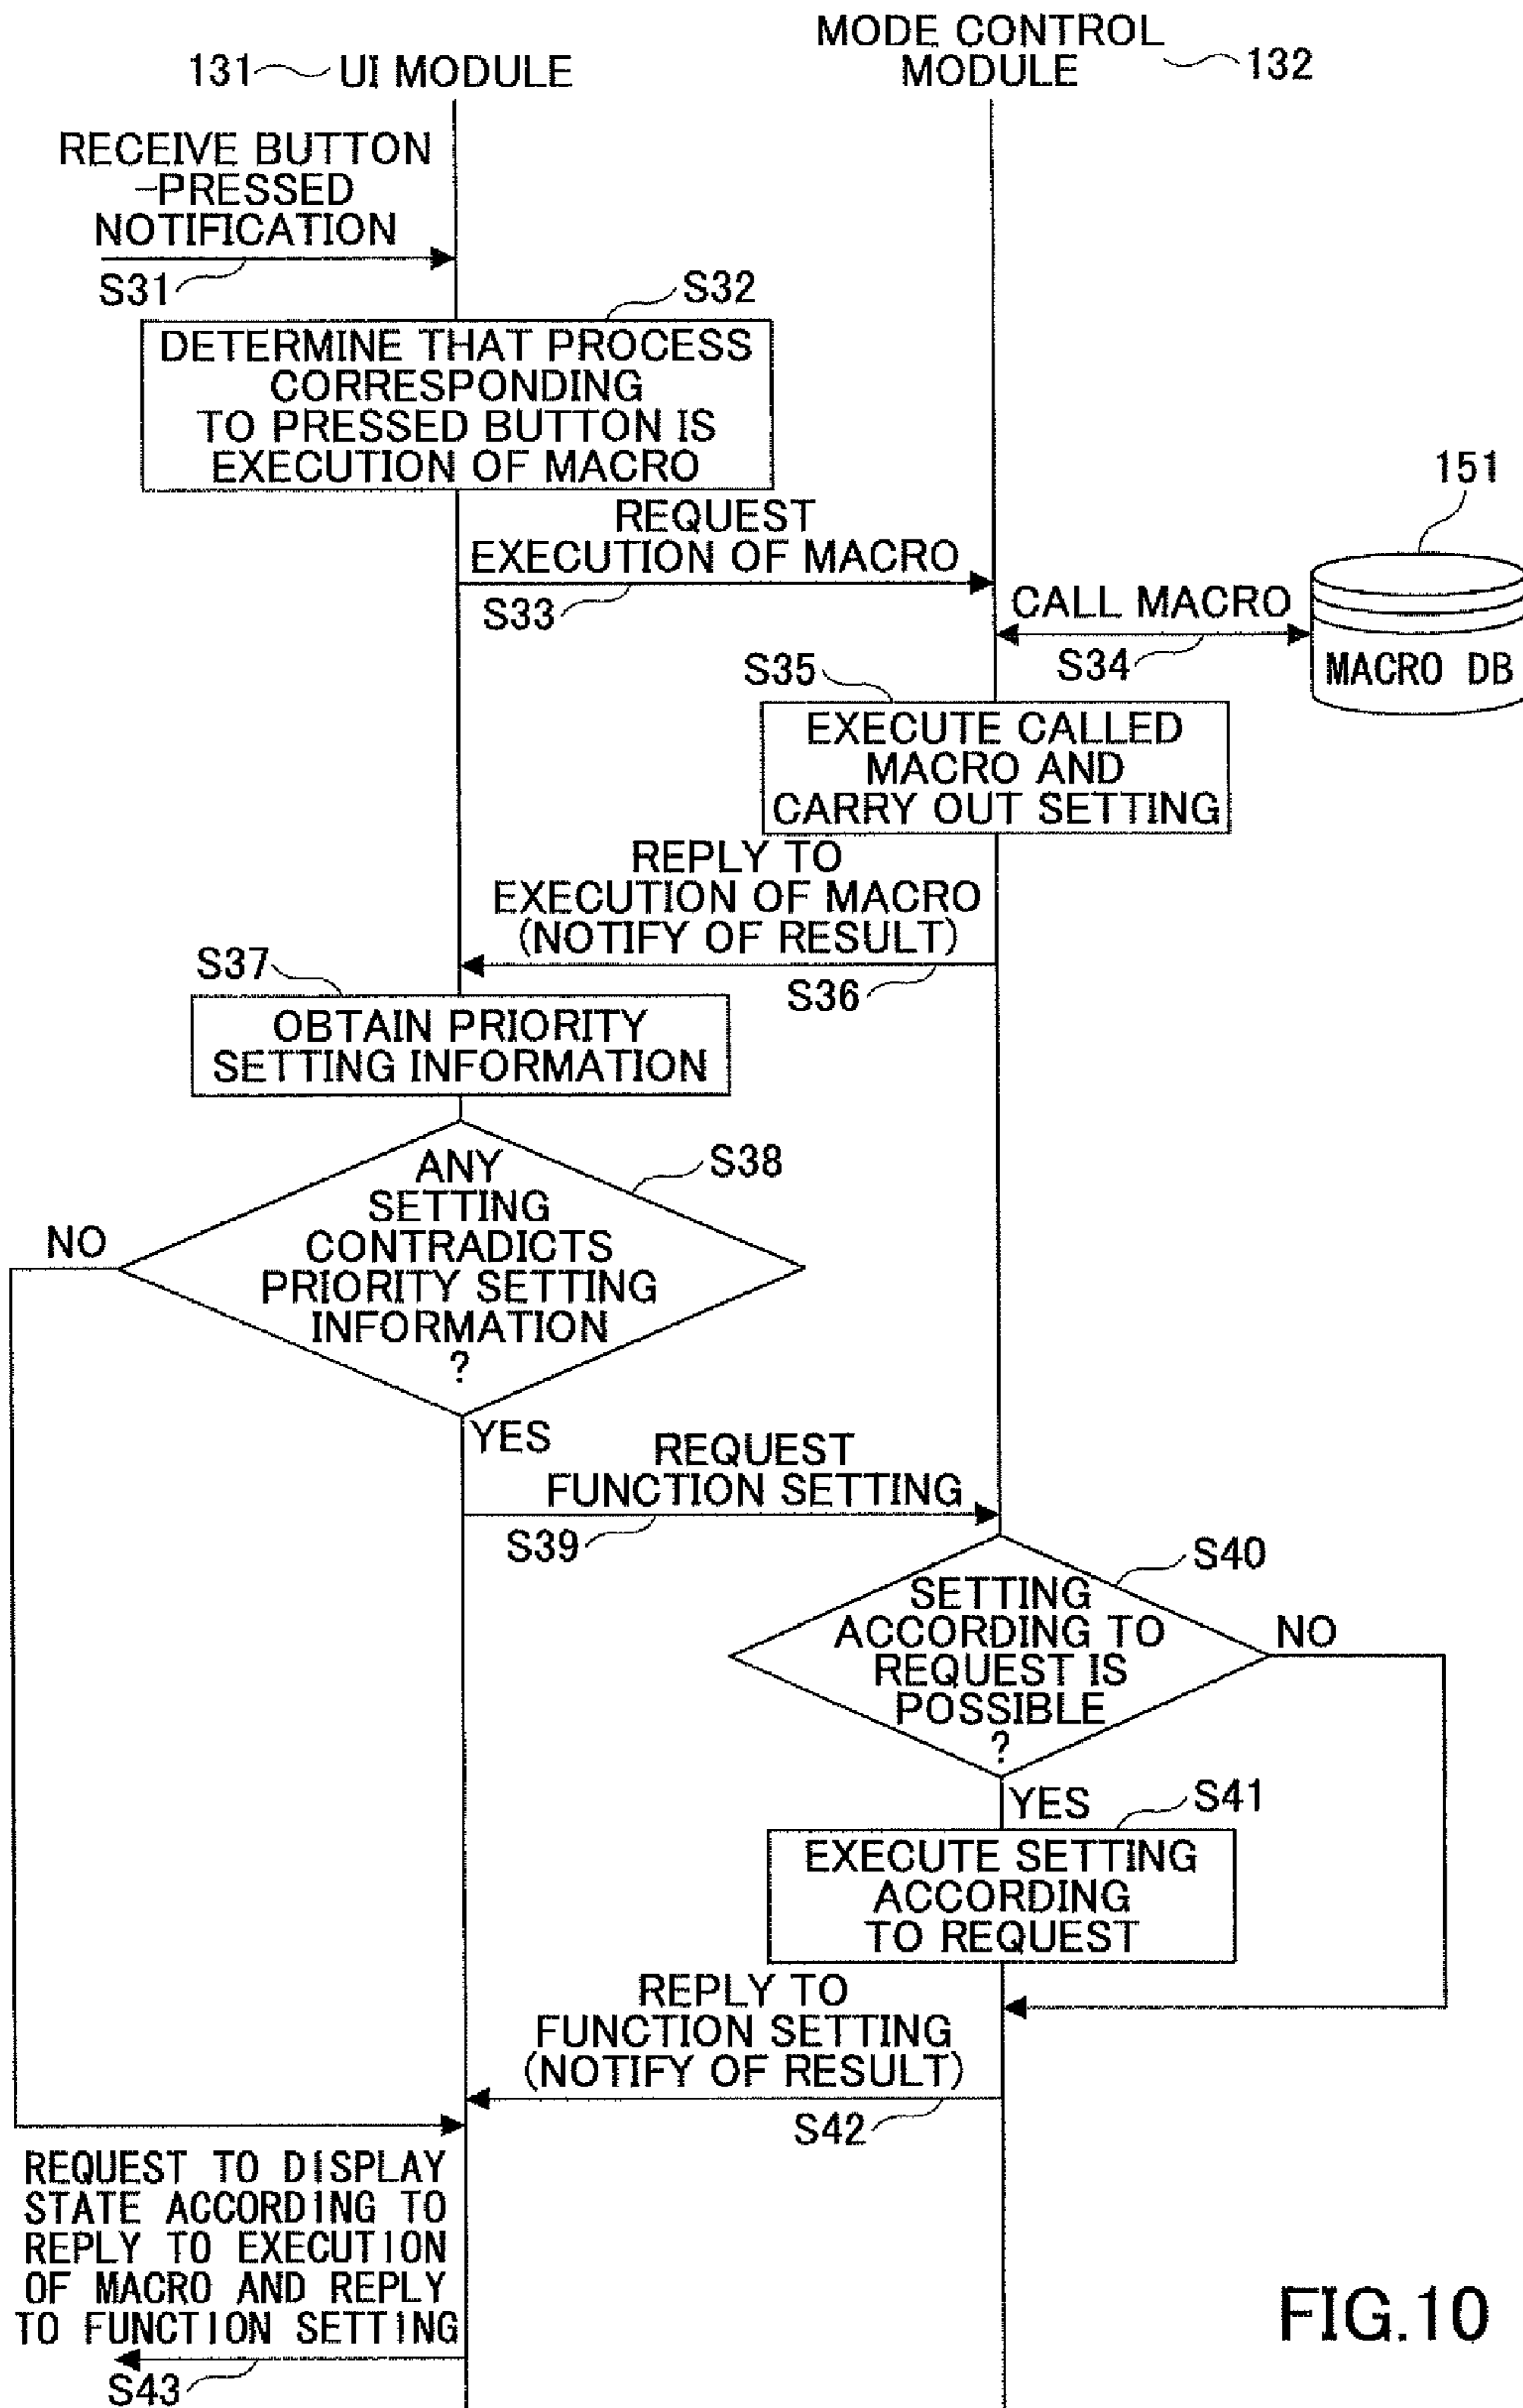 MODE CONTROL
MODULE
132
131
UI MODULE
RECEIVE BUTTON
-PRESSED
NOTIFICATION
S31
S32
DETERMINE THAT PROCESS
CORRESPONDING
TO PRESSED BUTTON IS
EXECUTION OF MACRO
REQUEST
EXECUTION OF MACRO
S33
151
CALL MACRO
S34
MACRO DB
S35
EXECUTE CALLED
MACRO AND
CARRY OUT SETTING
REPLY TO
EXECUTION OF MACRO
(NOTIFY OF RESULT)
S36
S37
OBTAIN PRIORITY
SETTING INFORMATION
S38
ANY
SETTING
CONTRADICTS
PRIORITY SETTING
INFORMATION
?
NO
YES
REQUEST
FUNCTION SETTING
S39
S40
SETTING
ACCORDING TO
REQUEST IS
POSSIBLE
?
NO
YES
S41
EXECUTE SETTING
ACCORDING
TO REQUEST
REPLY TO
FUNCTION SETTING
(NOTIFY OF RESULT)
S42
REQUEST TO DISPLAY
STATE ACCORDING TO
REPLY TO EXECUTION
OF MACRO AND REPLY
TO FUNCTION SETTING
S43
FIG.10